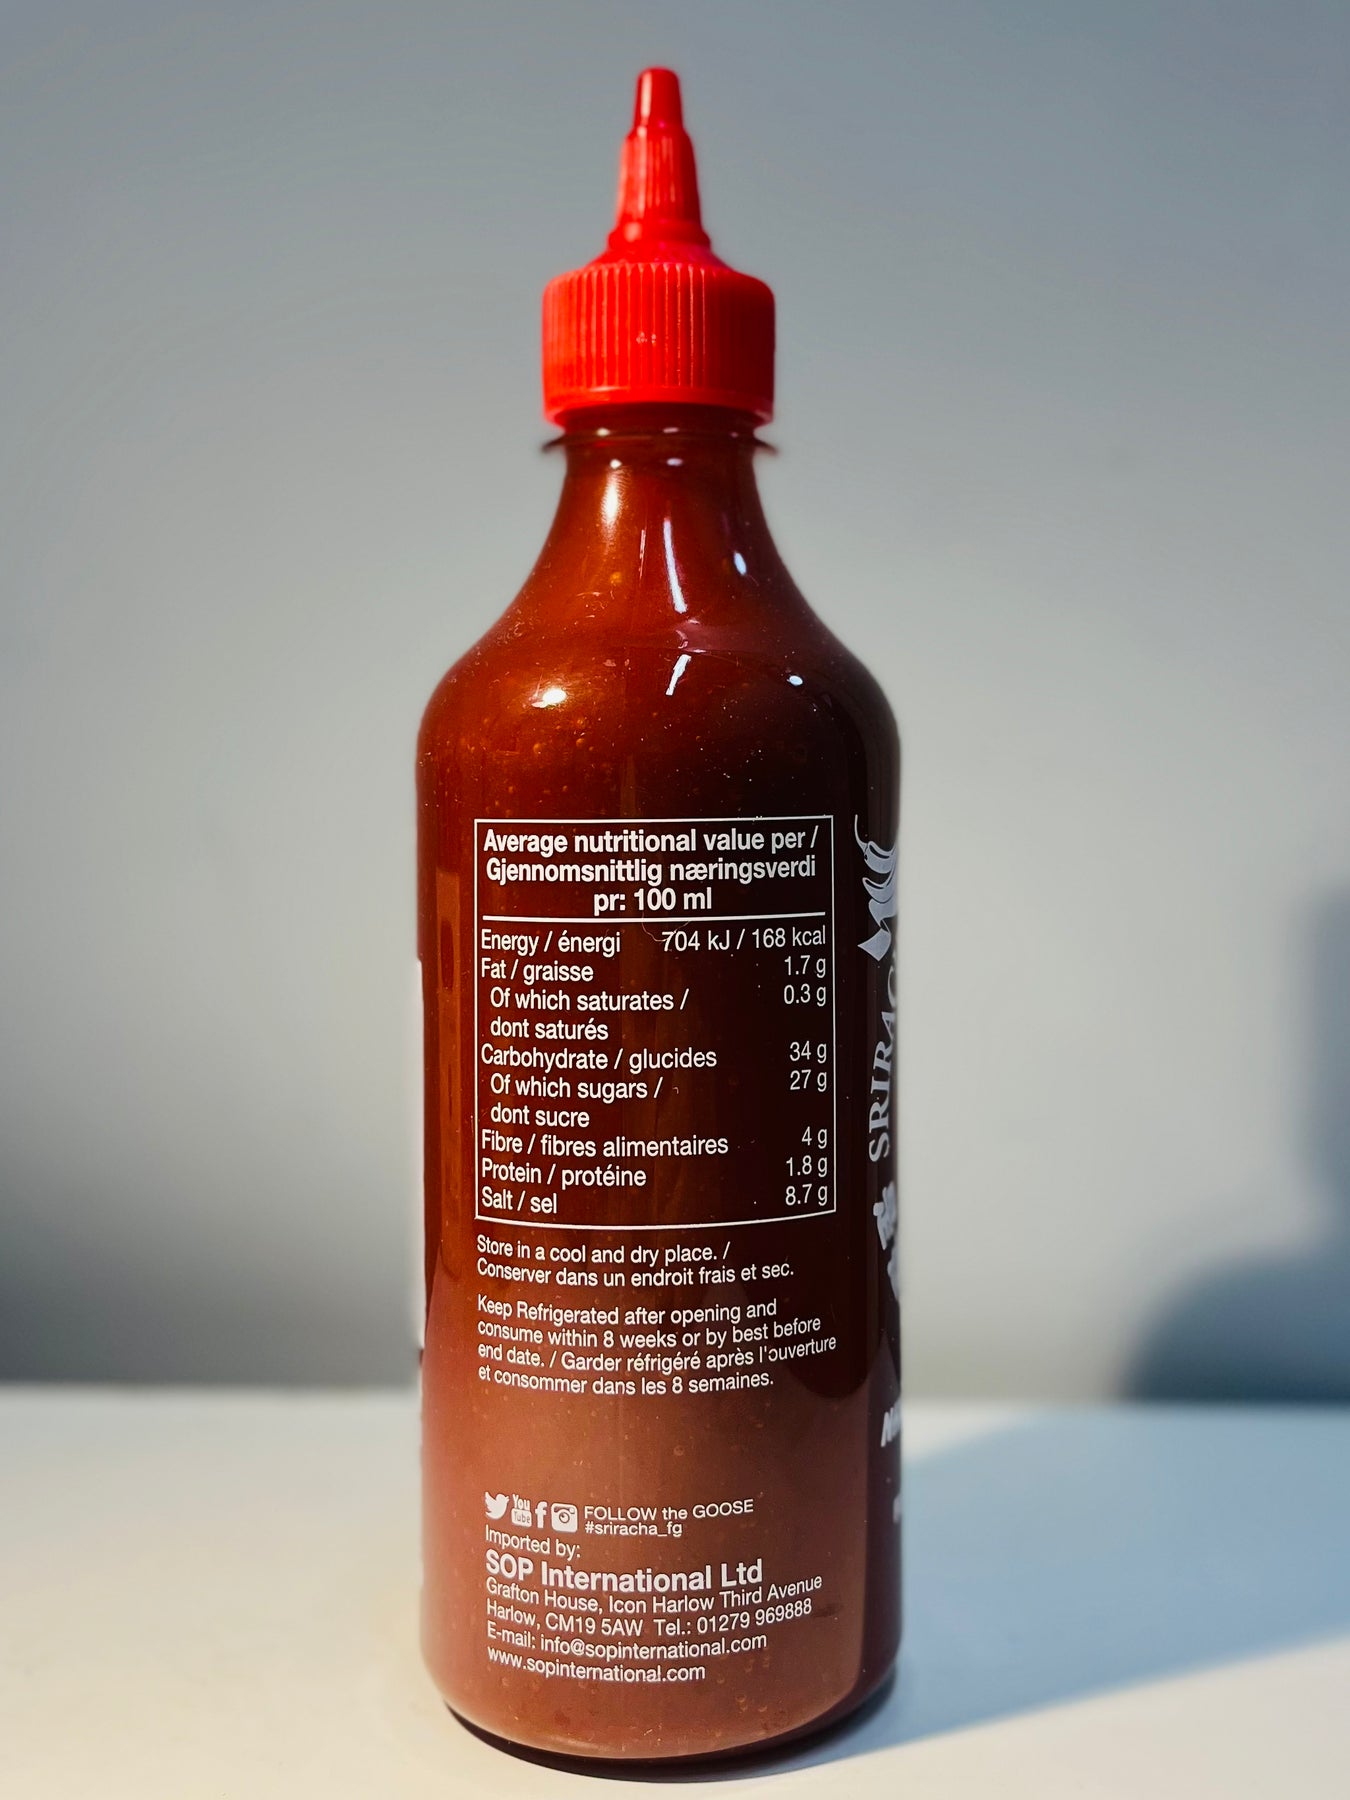 Average nutritional value per /
Gjennomsnittlig næringsverdi
pr: 100 ml
Energy / énergi 704 kJ / 168 kcal
Fat / graisse 1.7 g
Of which saturates / 0.3 g
dont saturés
Carbohydrate / glucides 34 g
Of which sugars / 27 g
dont sucre
Fibre / fibres alimentaires 4 g
Protein / protéine 1.8 g
Salt / sel 8.7 g
Store in a cool and dry place. /
Conserver dans un endroit frais et sec.
Keep Refrigerated after opening and
consume within 8 weeks or by best before
end date. / Garder réfrigéré après l'ouverture
et consommer dans les 8 semaines.
You
Tube
FOLLOW the GOOSE
#sriracha_fg
Imported by:
SOP International Ltd
Grafton House, Icon Harlow Third Avenue
Harlow, CM19 5AW Tel.: 01279 969888
E-mail: info@sopinternational.com
www.sopinternational.com